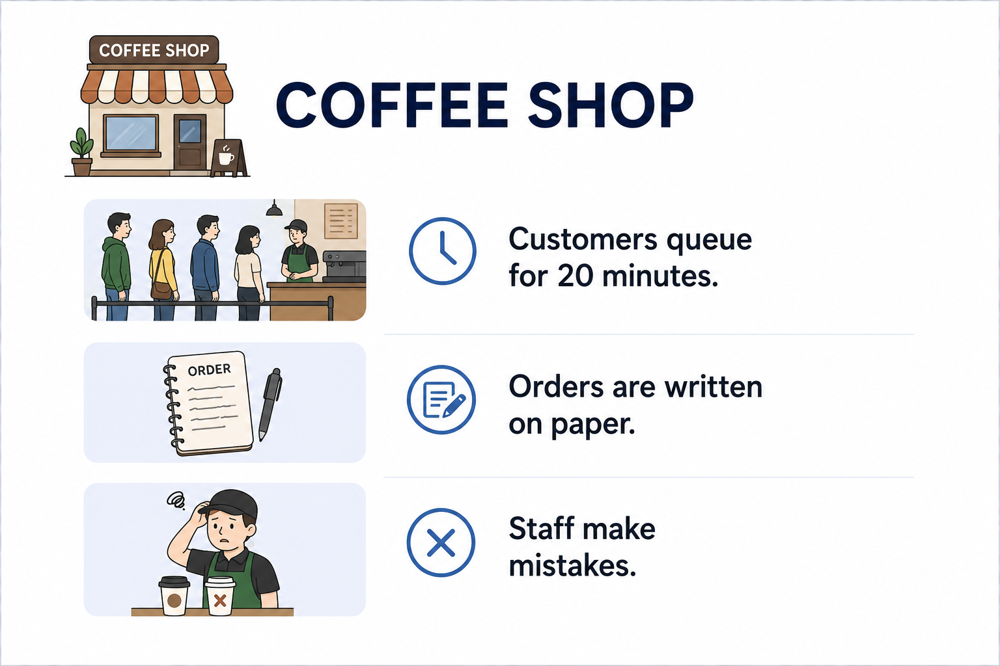 COFFEE SHOP
COFFEE SHOP
Customers queue
for 20 minutes.
ORDER
Orders are written
on paper.
Staff make
mistakes.